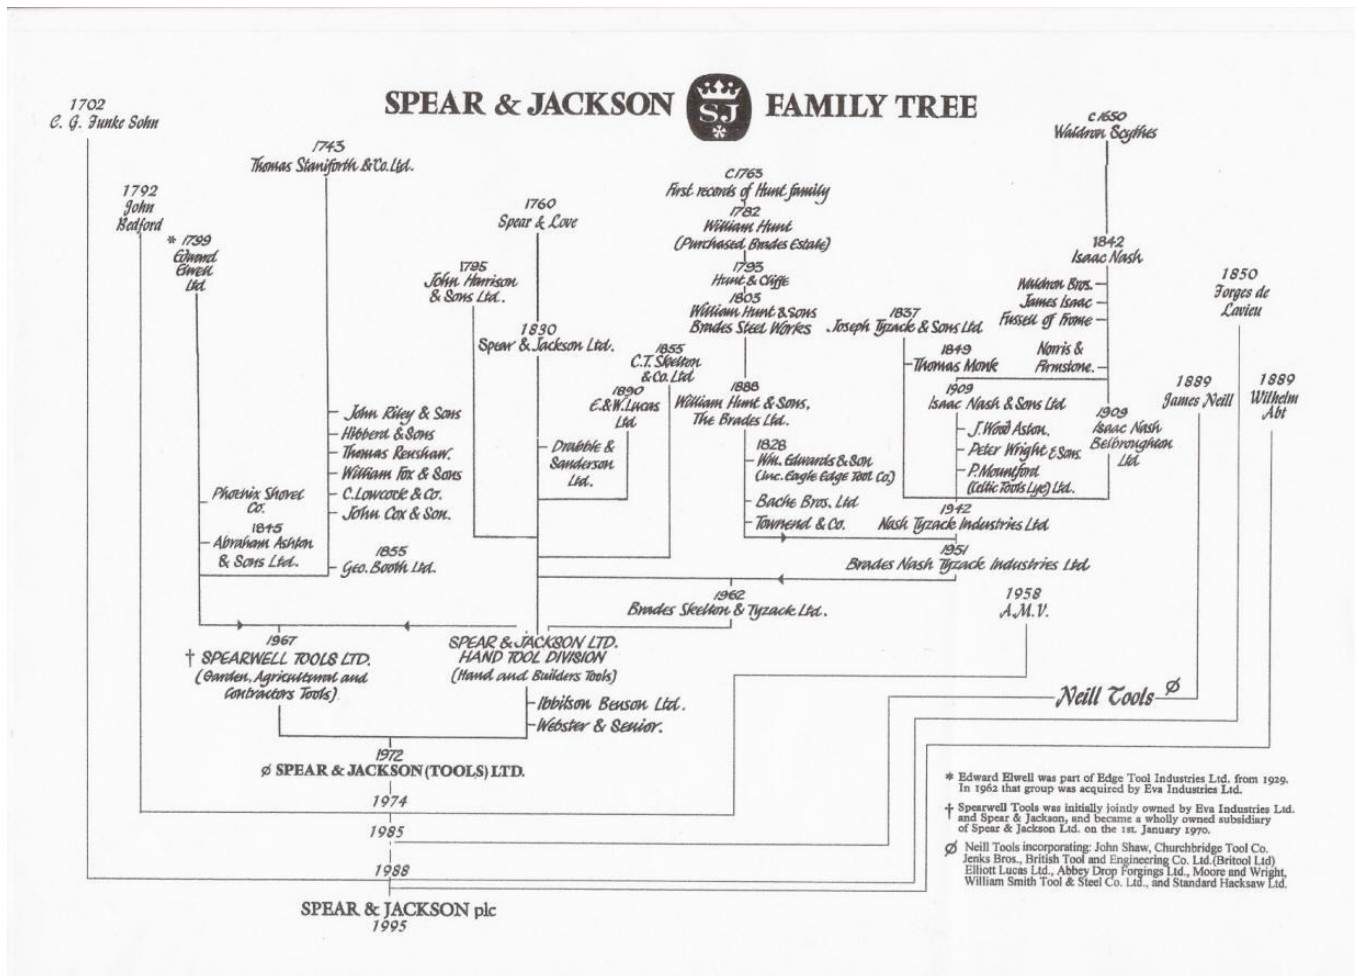 SPEAR & JACKSON SJ FAMILY TREE
1702
C. G. Funke Sohn
1792
John
Bedford
* 1799
Edward
Elwell
Ltd.
1743
Thomas Staniforth & Co. Ltd.
John Riley & Sons
Hibberd & Sons
Thomas Renshaw.
William Fox & Sons
C. Lowcock & Co.
John Cox & Son.
1855
Geo. Booth Ltd.
Phoenix Shovel
Co.
1845
Abraham Ashton
& Sons Ltd.
1760
Spear & Love
1795
John Harrison
& Sons Ltd.
1830
Spear & Jackson Ltd.
1855
C.T. Skelton
& Co. Ltd
1890
E.&W. Lucas
Ltd
Drabble &
Sanderson
Ltd.
C1763
First records of Hunt family
1782
William Hunt
(Purchased Brades Estate)
1793
Hunt & Cliffe
1805
William Hunt & Sons
Brades Steel Works
1888
William Hunt & Sons,
The Brades Ltd.
1828
Wm. Edwards & Son
(Inc. Eagle Edge Tool Co.)
Bache Bros. Ltd
Townend & Co.
c1650
Waldron Scythes
1842
Isaac Nash
Waldron Bros.
James Isaac
Fussell of Frome
Norris &
Firmstone.
1837
Joseph Tyzack & Sons Ltd
1849
Thomas Monk
1909
Isaac Nash & Sons Ltd
J. Wood Aston.
Peter Wright & Sons
P. Mountford
(Celtic Tools Lye) Ltd.
1909
Isaac Nash
Belbroughton
Ltd
1942
Nash Tyzack Industries Ltd
1951
Brades Nash Tyzack Industries Ltd
1850
Forges de
Lavieu
1889
James Neill
1889
Wilhelm
Abt
1962
Brades Skelton & Tyzack Ltd.
1958
A.M.V.
1967
† SPEARWELL TOOLS LTD.
(Garden, Agricultural and
Contractors Tools)
SPEAR & JACKSON LTD.
HAND TOOL DIVISION
(Hand and Builders Tools)
Ibbitson Benson Ltd.
Webster & Senior.
Neill Tools Ø
1972
Ø SPEAR & JACKSON (TOOLS) LTD.
1974
1985
1988
SPEAR & JACKSON plc
1995
* Edward Elwell was part of Edge Tool Industries Ltd. from 1929.
In 1962 that group was acquired by Eva Industries Ltd.
† Spearwell Tools was initially jointly owned by Eva Industries Ltd.
and Spear & Jackson, and became a wholly owned subsidiary
of Spear & Jackson Ltd. on the 1st. January 1970.
Ø Neill Tools incorporating: John Shaw, Churchbridge Tool Co.
Jenks Bros., British Tool and Engineering Co. Ltd.(Britool Ltd)
Elliott Lucas Ltd., Abbey Drop Forgings Ltd., Moore and Wright,
William Smith Tool & Steel Co. Ltd., and Standard Hacksaw Ltd.